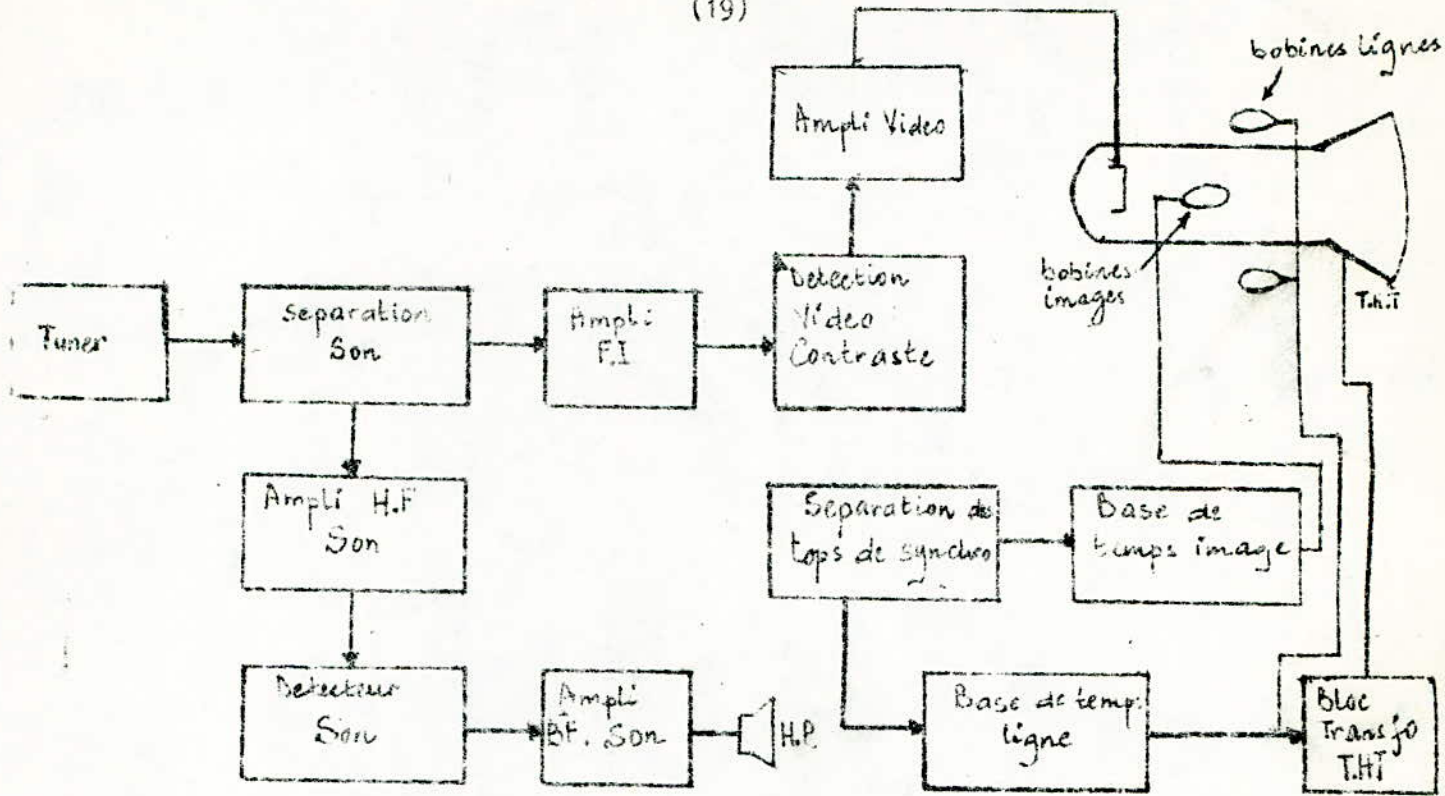 (19)
bobines lignes
Ampli Video
bobines
images
T.H.T
Tuner
Separation
Son
Ampli
F.I
Detection
Video
Contraste
Ampli H.F
Son
Separation des
tops de synchro
Base de
temps image
Detecteur
Son
Ampli
Bf. Son
H.P.
Base de temps
ligne
Bloc
Transfo
T.HT